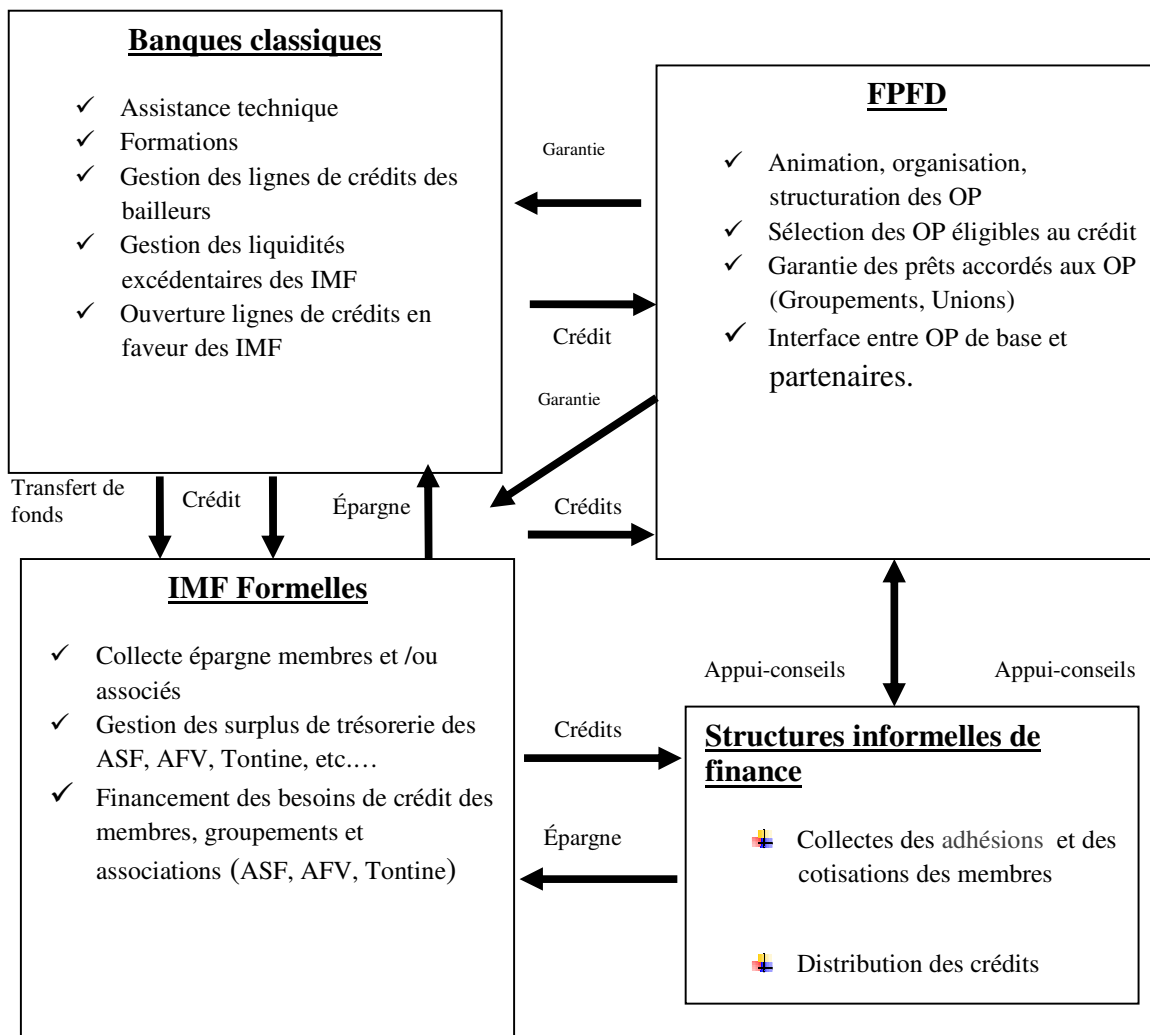 Banques classiques
✓ Assistance technique
✓ Formations
✓ Gestion des lignes de crédits des
bailleurs
✓ Gestion des liquidités
excédentaires des IMF
✓ Ouverture lignes de crédits en
faveur des IMF
Garantie
Crédit
Garantie
Crédits
FPFD
✓ Animation, organisation,
structuration des OP
✓ Sélection des OP éligibles au crédit
✓ Garantie des prêts accordés aux OP
(Groupements, Unions)
✓ Interface entre OP de base et
partenaires.
Transfert de
fonds
Crédit
Épargne
IMF Formelles
✓ Collecte épargne membres et /ou
associés
✓ Gestion des surplus de trésorerie des
ASF, AFV, Tontine, etc.…
✓ Financement des besoins de crédit des
membres, groupements et
associations (ASF, AFV, Tontine)
Crédits
Épargne
Appui-conseils
Appui-conseils
Structures informelles de
finance
Collectes des adhésions et des
cotisations des membres
Distribution des crédits